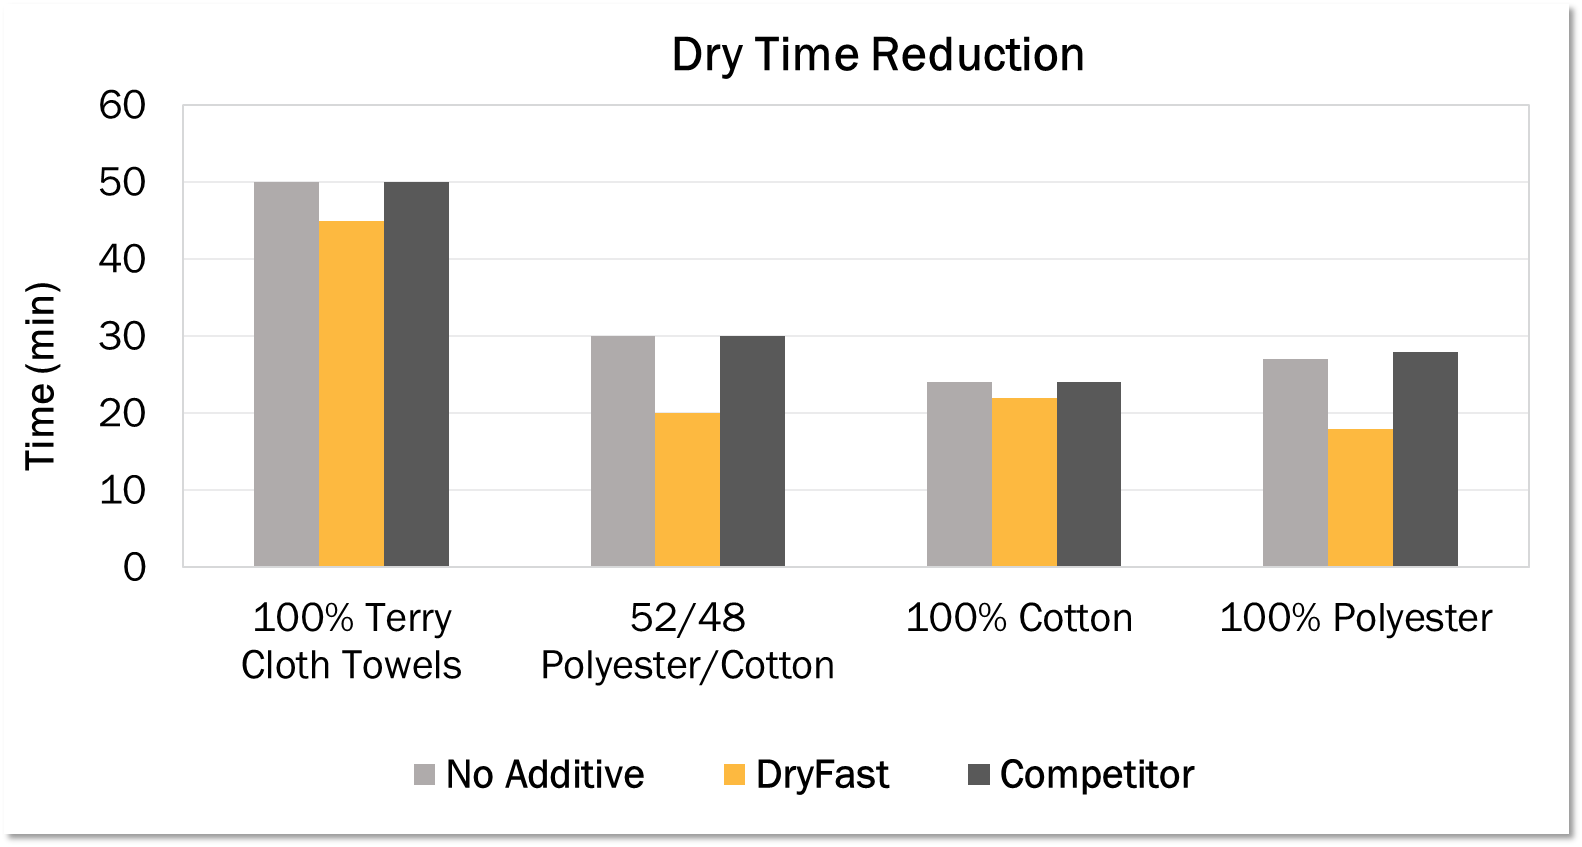 Dry Time Reduction
60
50
40
30
20
10
0
Time (min)
100% Terry
Cloth Towels
52/48
Polyester/Cotton
100% Cotton
100% Polyester
No Additive
DryFast
Competitor